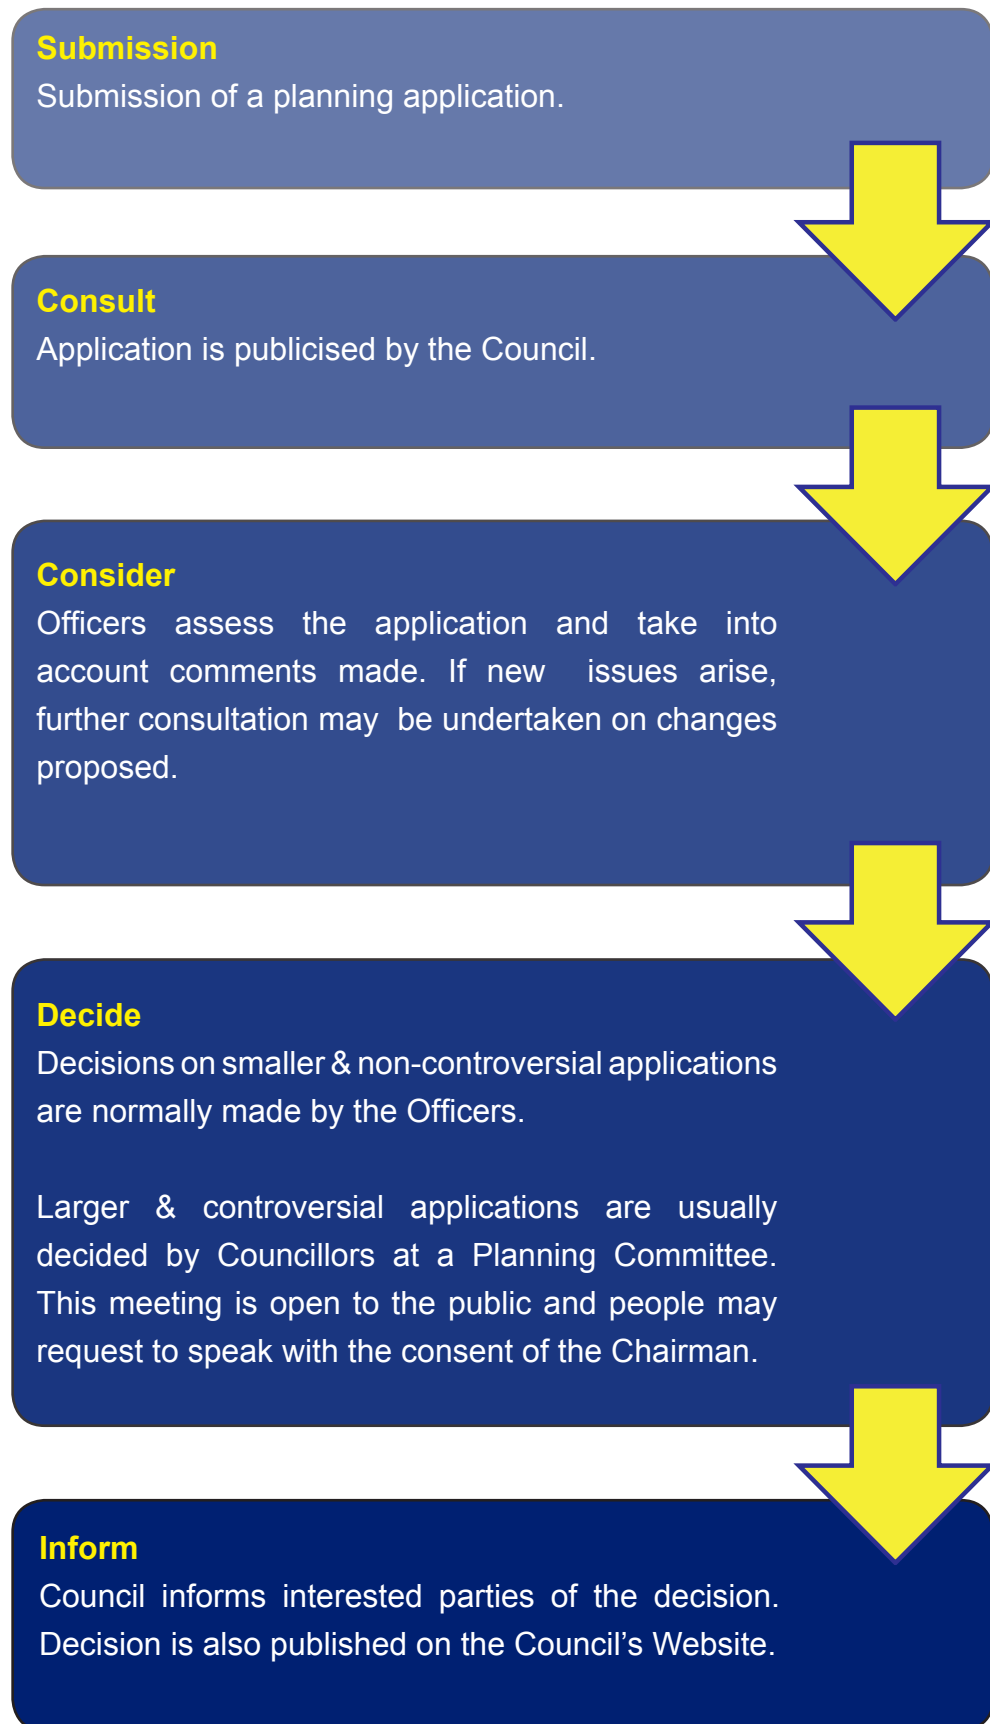 Submission
Submission of a planning application.
Consult
Application is publicised by the Council.
Consider
Officers assess the application and take into
account comments made. If new issues arise,
further consultation may be undertaken on changes
proposed.
Decide
Decisions on smaller & non-controversial applications
are normally made by the Officers.
Larger & controversial applications are usually
decided by Councillors at a Planning Committee.
This meeting is open to the public and people may
request to speak with the consent of the Chairman.
Inform
Council informs interested parties of the decision.
Decision is also published on the Council’s Website.